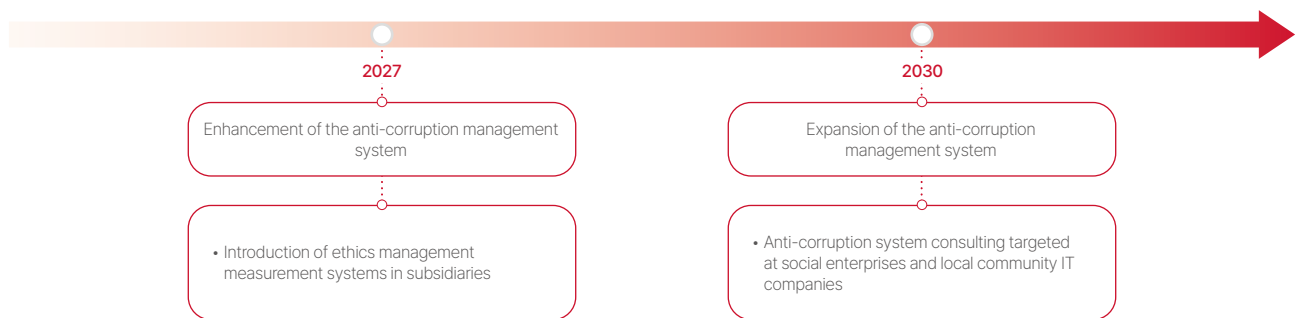 2027
Enhancement of the anti-corruption management
system
• Introduction of ethics management
measurement systems in subsidiaries
2030
Expansion of the anti-corruption
management system
• Anti-corruption system consulting targeted
at social enterprises and local community IT
companies